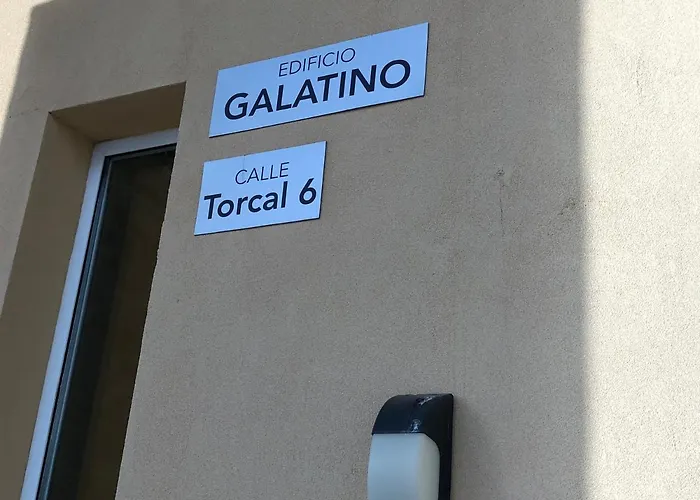 EDIFICIO
GALATINO
CALLE
Torcal 6